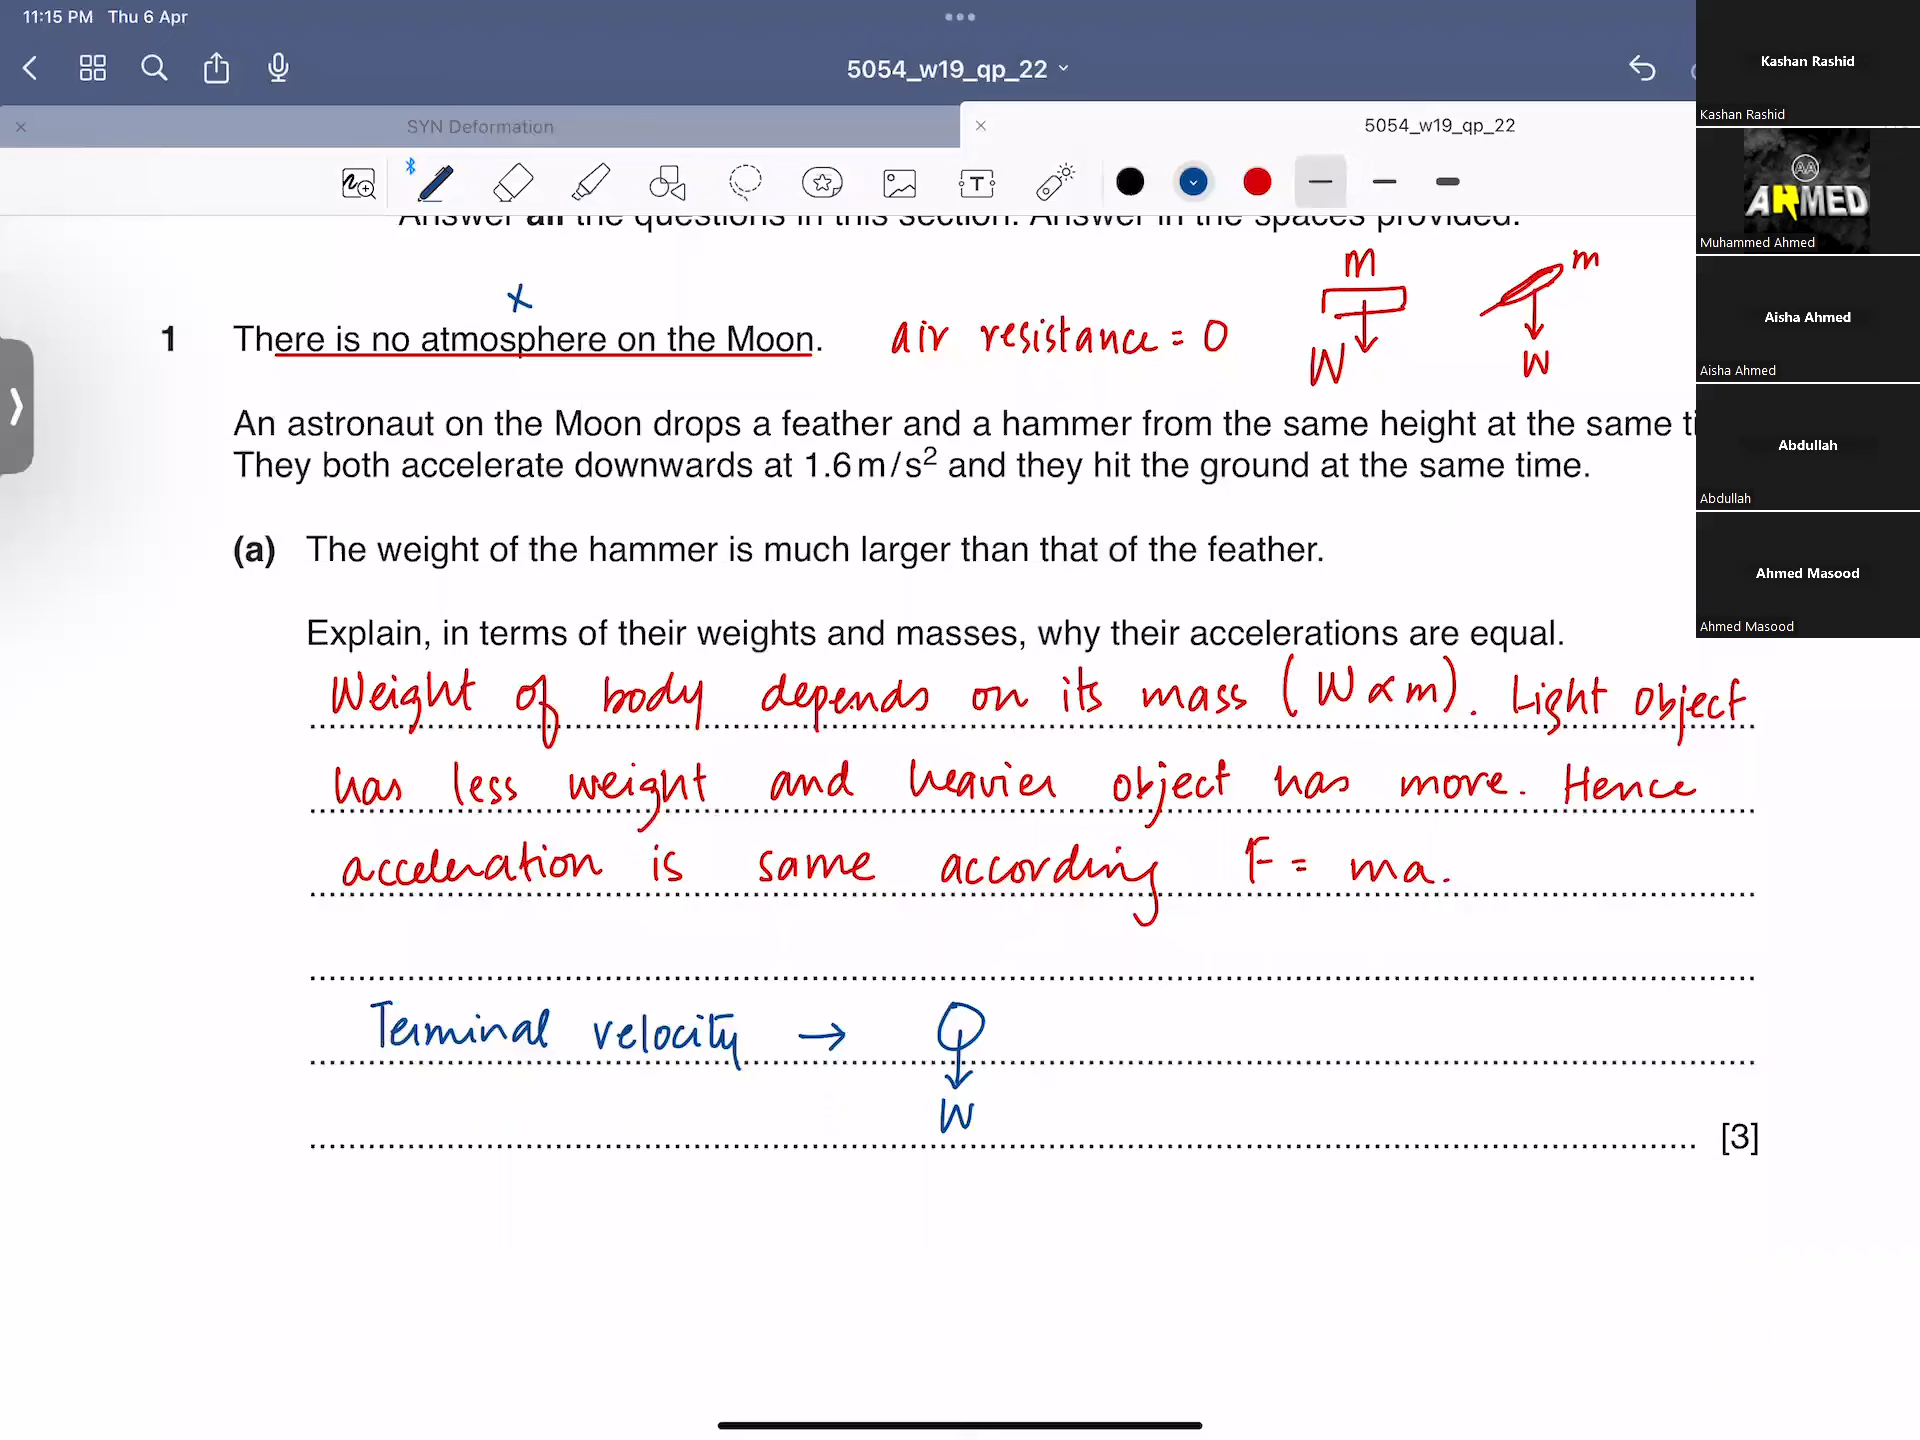 11:15 PM Thu 6 Apr
5054_w19_qp_22
SYN Deformation
5054_w19_qp_22
Answer all the questions in this section. Answer in the spaces provided.
1 There is no atmosphere on the Moon.
x
air resistance = 0
M
W
m
W
An astronaut on the Moon drops a feather and a hammer from the same height at the same ti
They both accelerate downwards at 1.6 m/s² and they hit the ground at the same time.
(a) The weight of the hammer is much larger than that of the feather.
Explain, in terms of their weights and masses, why their accelerations are equal.
Weight of body depends on its mass (W ∝ m). Light object
has less weight and heavier object has more. Hence
acceleration is same according F = ma.
Terminal velocity →
W
[3]
Kashan Rashid
Kashan Rashid
AA
AHMED
Muhammed Ahmed
Aisha Ahmed
Aisha Ahmed
Abdullah
Abdullah
Ahmed Masood
Ahmed Masood